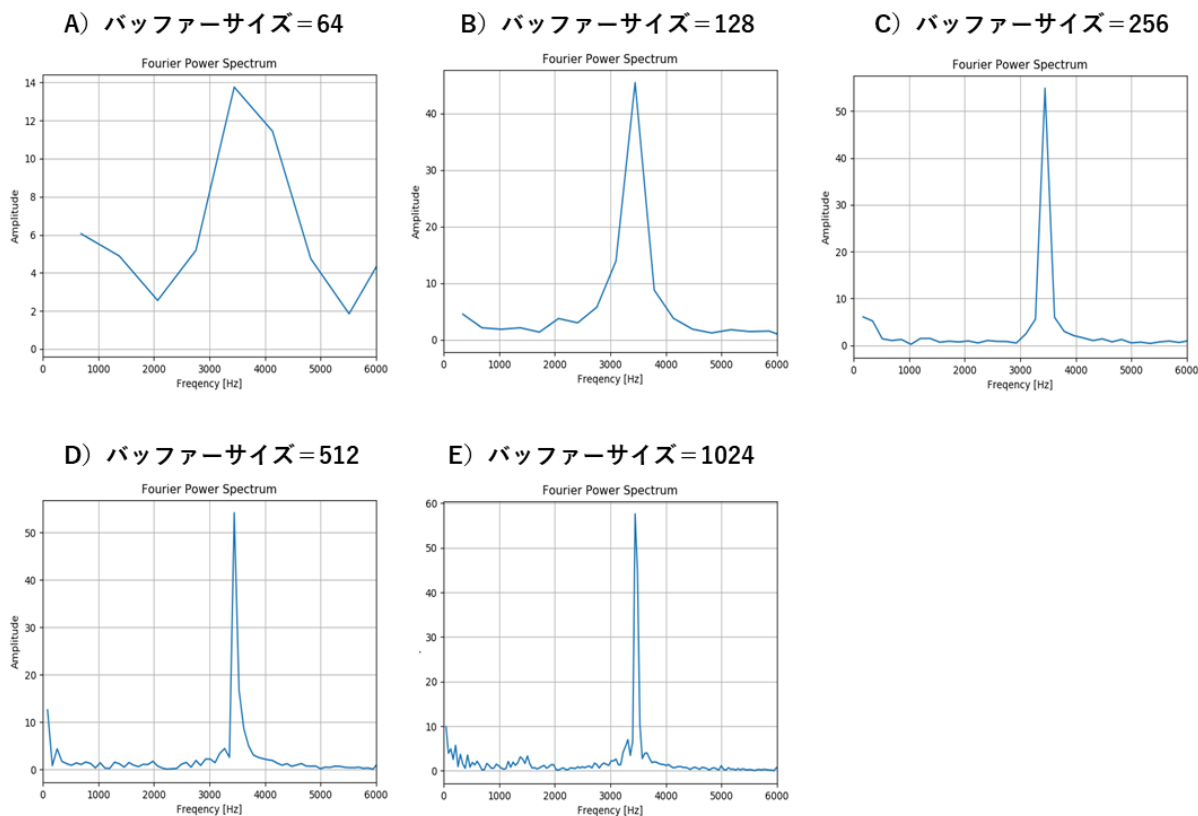 A）バッファーサイズ＝64
Fourier Power Spectrum
14
12
10
8
6
4
2
0
Amplitude
0 1000 2000 3000 4000 5000 6000
Freqency [Hz]
B）バッファーサイズ＝128
Fourier Power Spectrum
40
30
20
10
0
Amplitude
0 1000 2000 3000 4000 5000 6000
Freqency [Hz]
C）バッファーサイズ＝256
Fourier Power Spectrum
50
40
30
20
10
0
Amplitude
0 1000 2000 3000 4000 5000 6000
Freqency [Hz]
D）バッファーサイズ＝512
Fourier Power Spectrum
50
40
30
20
10
0
Amplitude
0 1000 2000 3000 4000 5000 6000
Freqency [Hz]
E）バッファーサイズ＝1024
Fourier Power Spectrum
60
50
40
30
20
10
0
0 1000 2000 3000 4000 5000 6000
Freqency [Hz]